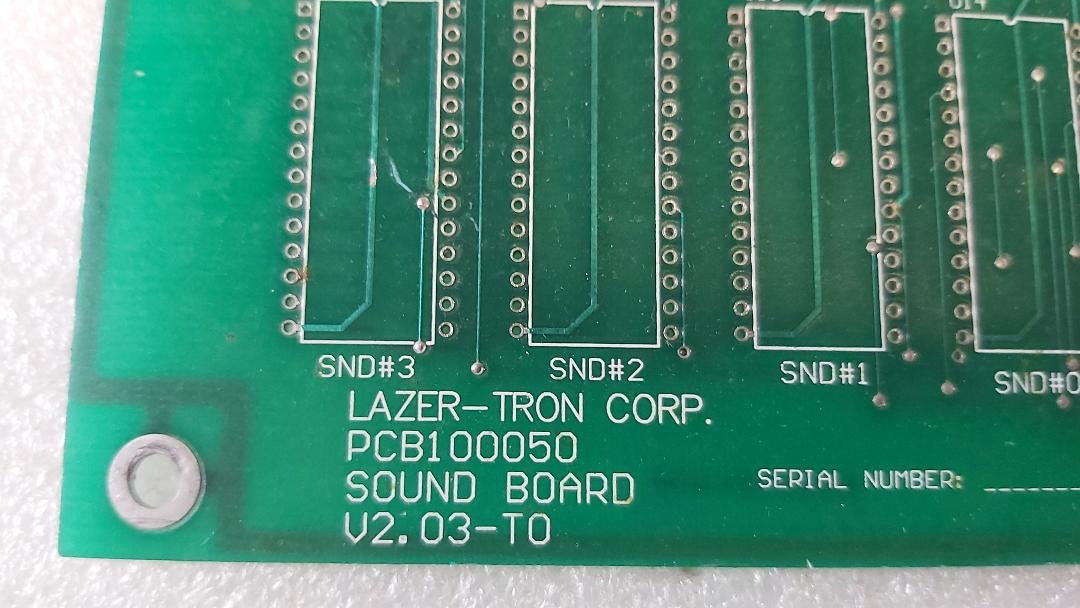 U14
SND#3 SND#2 SND#1 SND#0
LAZER-TRON CORP.
PCB100050
SOUND BOARD
SERIAL NUMBER:
V2.03-T0